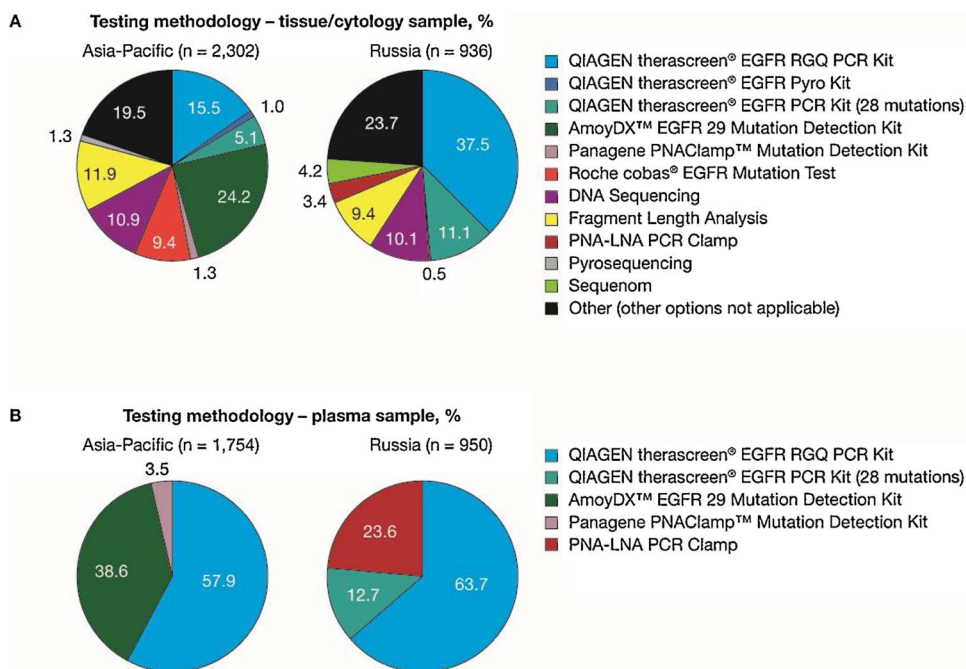 A Testing methodology – tissue/cytology sample, %
Asia-Pacific (n = 2,302) Russia (n = 936)
15.5
1.0
5.1
24.2
1.3
9.4
10.9
11.9
1.3
19.5
37.5
11.1
0.5
10.1
9.4
3.4
4.2
23.7
QIAGEN therascreen® EGFR RGQ PCR Kit
QIAGEN therascreen® EGFR Pyro Kit
QIAGEN therascreen® EGFR PCR Kit (28 mutations)
AmoyDX™ EGFR 29 Mutation Detection Kit
Panagene PNAClamp™ Mutation Detection Kit
Roche cobas® EGFR Mutation Test
DNA Sequencing
Fragment Length Analysis
PNA-LNA PCR Clamp
Pyrosequencing
Sequenom
Other (other options not applicable)
B Testing methodology – plasma sample, %
Asia-Pacific (n = 1,754) Russia (n = 950)
3.5
38.6
57.9
23.6
12.7
63.7
QIAGEN therascreen® EGFR RGQ PCR Kit
QIAGEN therascreen® EGFR PCR Kit (28 mutations)
AmoyDX™ EGFR 29 Mutation Detection Kit
Panagene PNAClamp™ Mutation Detection Kit
PNA-LNA PCR Clamp